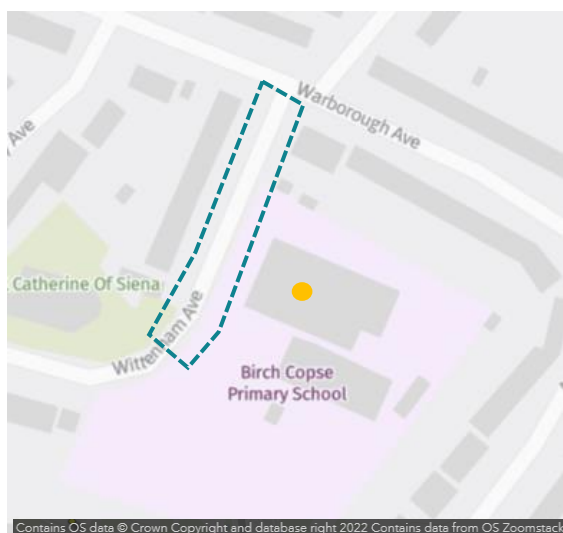 Warborough Ave
Ave
. Catherine Of Siena
Wittenham Ave
Birch Copse
Primary School
Contains OS data © Crown Copyright and database right 2022 Contains data from OS Zoomstack